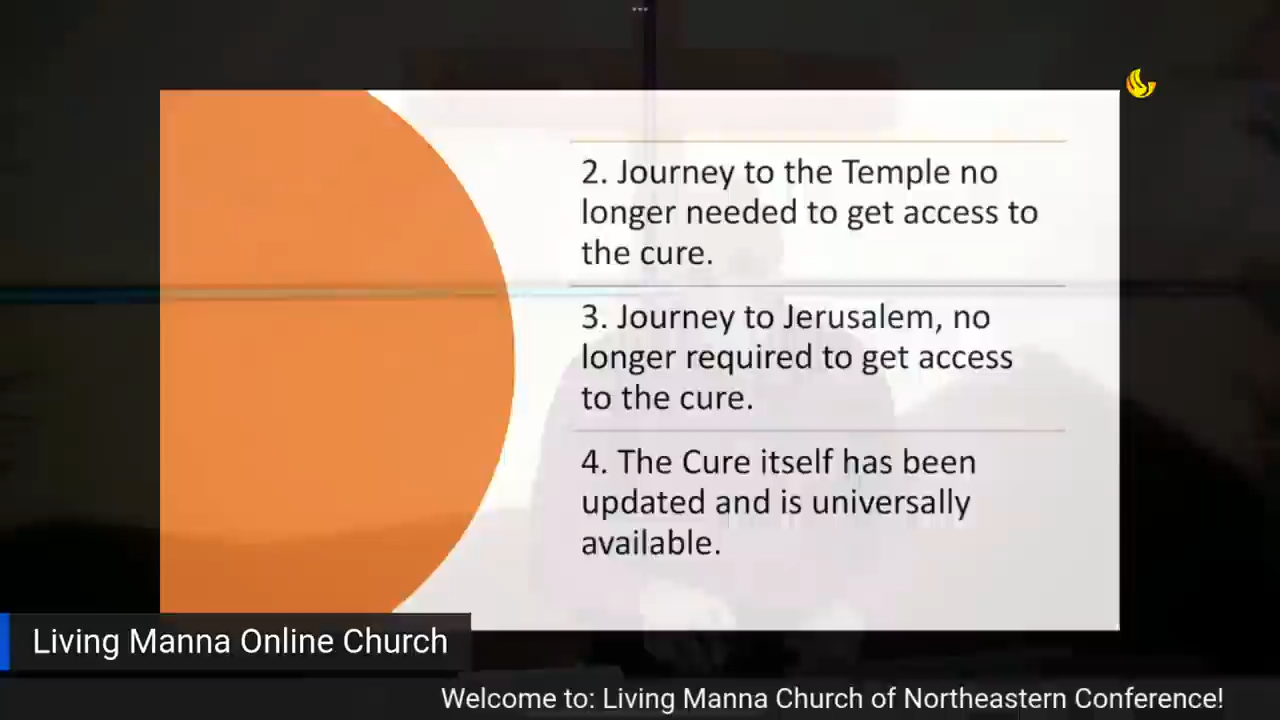 2. Journey to the Temple no
longer needed to get access to
the cure.
3. Journey to Jerusalem, no
longer required to get access
to the cure.
4. The Cure itself has been
updated and is universally
available.
Living Manna Online Church
Welcome to: Living Manna Church of Northeastern Conference!